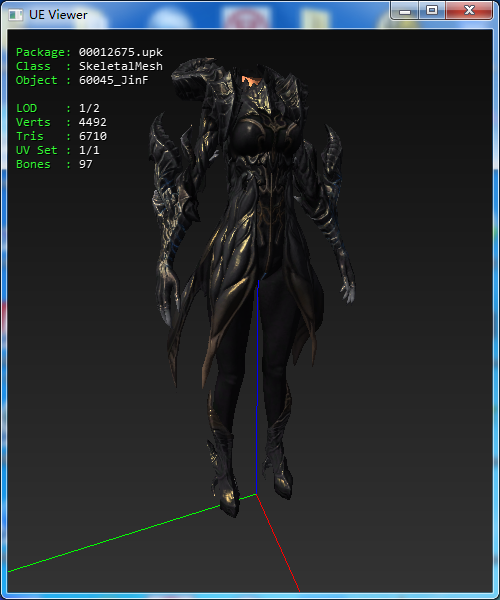 UE Viewer
Package: 00012675.upk
Class : SkeletalMesh
Object : 60045_JinF
LOD : 1/2
Verts : 4492
Tris : 6710
UV Set : 1/1
Bones : 97